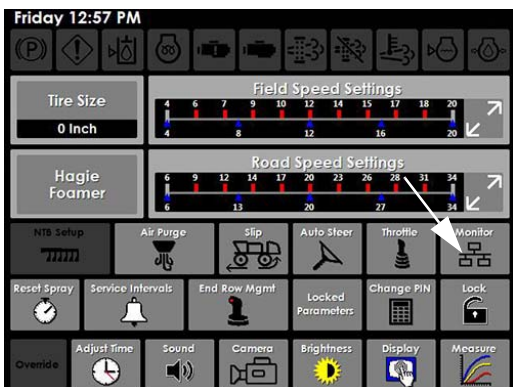 Friday 12:57 PM
(P)
Tire Size
0 Inch
Field Speed Settings
4 6 7 9 10 12 14 15 17 18 20
4 8 12 16 20
Hagie
Foamer
Road Speed Settings
6 9 12 14 17 20 23 26 28 31 34
6 13 20 27 34
NTB Setup
Air Purge
Slip
Auto Steer
Throttle
Monitor
Reset Spray
Service Intervals
End Row Mgmt
Locked
Parameters
Change PIN
Lock
Override
Adjust Time
Sound
Camera
Brightness
Display
Measure